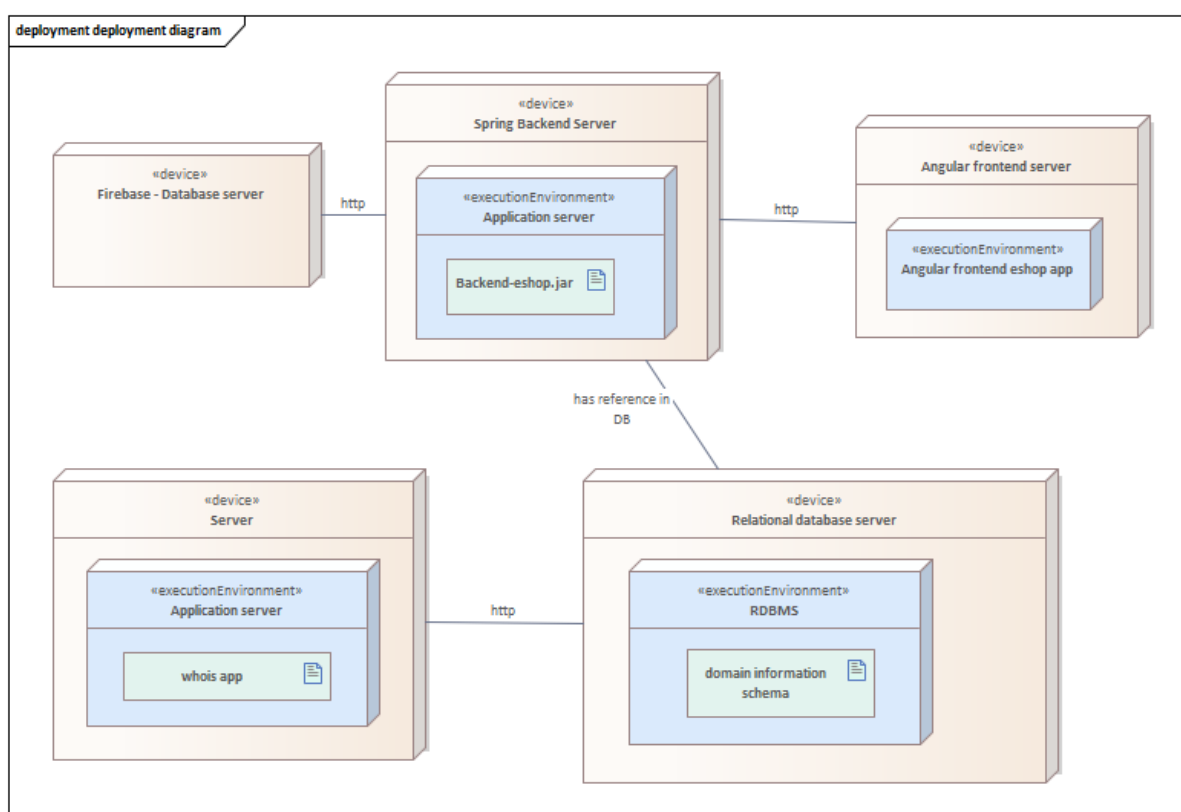 deployment deployment diagram
«device»
Spring Backend Server
«executionEnvironment»
Application server
Backend-eshop.jar
«device»
Firebase - Database server
http
http
«device»
Angular frontend server
«executionEnvironment»
Angular frontend eshop app
has reference in
DB
«device»
Server
«executionEnvironment»
Application server
whois app
http
«device»
Relational database server
«executionEnvironment»
RDBMS
domain information
schema